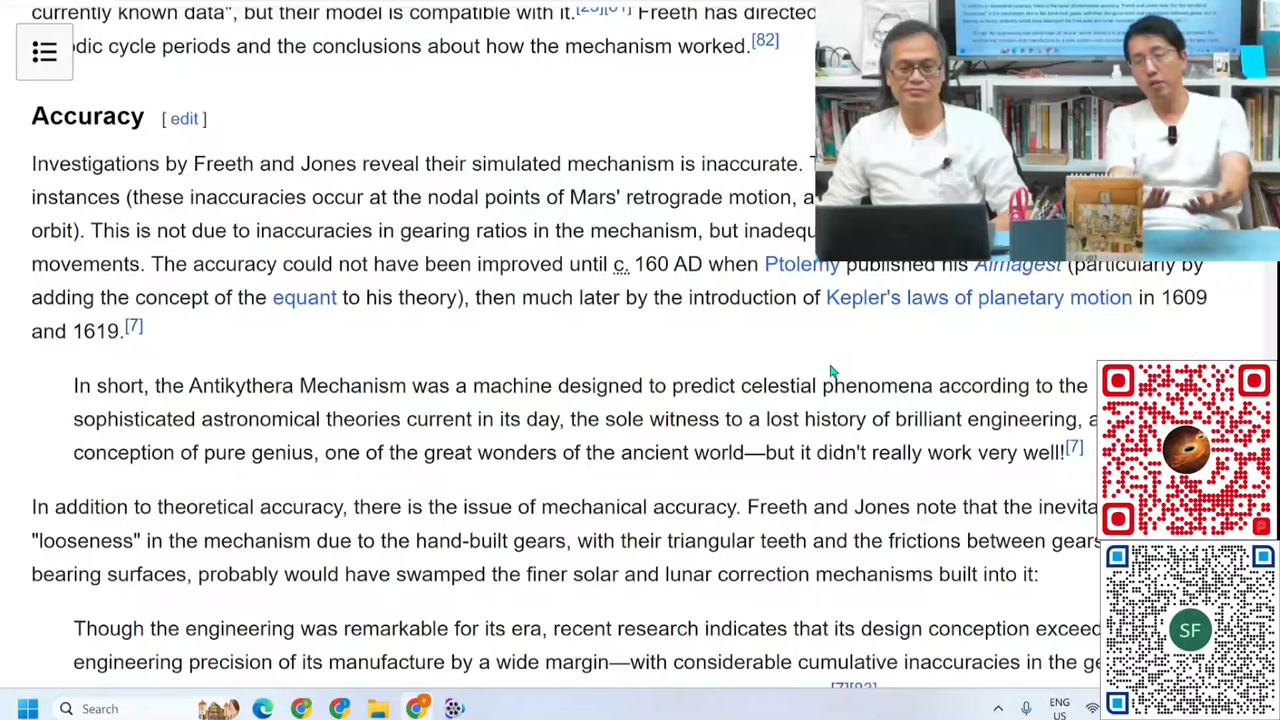 currently known data", but their model is compatible with it. Freeth has directed
dic cycle periods and the conclusions about how the mechanism worked.[82]
Accuracy [ edit ]
Investigations by Freeth and Jones reveal their simulated mechanism is inaccurate.
instances (these inaccuracies occur at the nodal points of Mars' retrograde motion, a
orbit). This is not due to inaccuracies in gearing ratios in the mechanism, but inadequ
movements. The accuracy could not have been improved until c. 160 AD when Ptolemy published his Almagest (particularly by
adding the concept of the equant to his theory), then much later by the introduction of Kepler's laws of planetary motion in 1609
and 1619.[7]
In short, the Antikythera Mechanism was a machine designed to predict celestial phenomena according to the
sophisticated astronomical theories current in its day, the sole witness to a lost history of brilliant engineering, a
conception of pure genius, one of the great wonders of the ancient world—but it didn't really work very well![7]
In addition to theoretical accuracy, there is the issue of mechanical accuracy. Freeth and Jones note that the inevita
"looseness" in the mechanism due to the hand-built gears, with their triangular teeth and the frictions between gears
bearing surfaces, probably would have swamped the finer solar and lunar correction mechanisms built into it:
Though the engineering was remarkable for its era, recent research indicates that its design conception exceed
engineering precision of its manufacture by a wide margin—with considerable cumulative inaccuracies in the ge
SF
Search
ENG
US